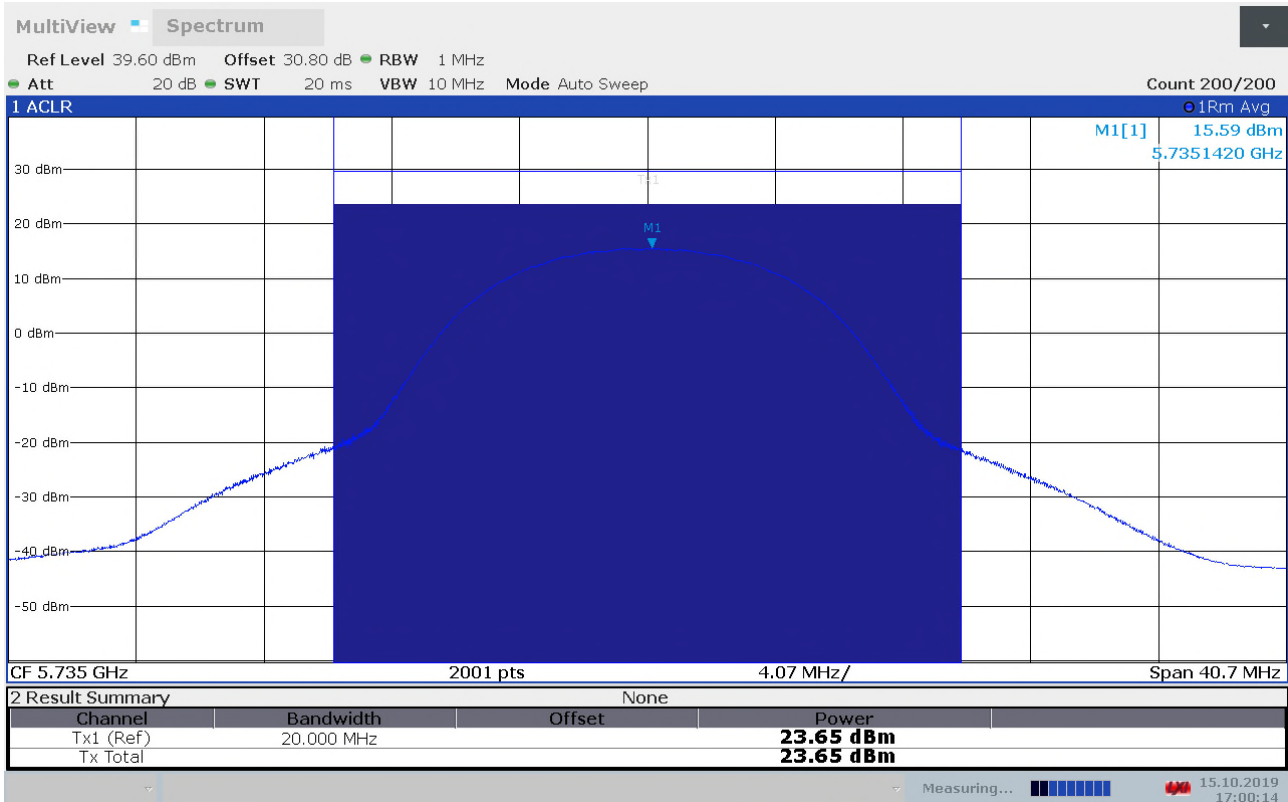 MultiView Spectrum
Ref Level 39.60 dBm Offset 30.80 dB RBW 1 MHz
Att 20 dB SWT 20 ms VBW 10 MHz Mode Auto Sweep Count 200/200
1 ACLR 1Rm Avg
M1[1] 15.59 dBm
5.7351420 GHz
30 dBm
Tx1
20 dBm
M1
10 dBm
0 dBm
-10 dBm
-20 dBm
-30 dBm
-40 dBm
-50 dBm
CF 5.735 GHz 2001 pts 4.07 MHz/ Span 40.7 MHz
2 Result Summary None
Channel Bandwidth Offset Power
Tx1 (Ref) 20.000 MHz 23.65 dBm
Tx Total 23.65 dBm
Measuring... LXI 15.10.2019
17:00:14